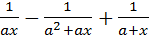 1/ax − 1/(a²+ax) + 1/(a+x)